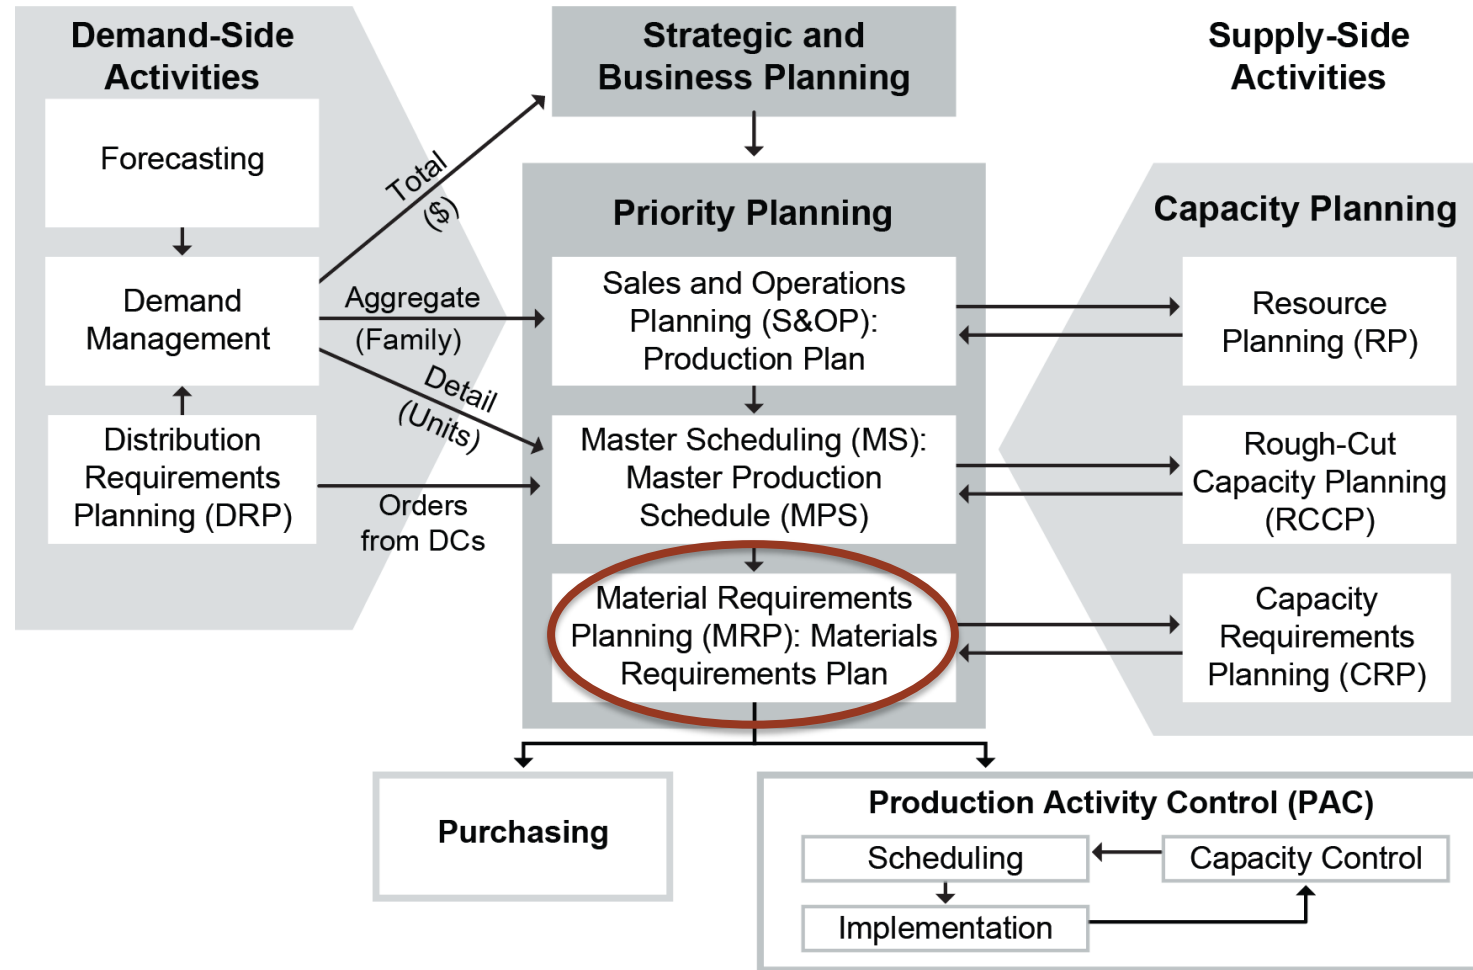 Demand-Side
Activities
Forecasting
Demand
Management
Distribution
Requirements
Planning (DRP)
Total
($)
Aggregate
(Family)
Detail
(Units)
Orders
from DCs
Strategic and
Business Planning
Priority Planning
Sales and Operations
Planning (S&OP):
Production Plan
Master Scheduling (MS):
Master Production
Schedule (MPS)
Material Requirements
Planning (MRP): Materials
Requirements Plan
Supply-Side
Activities
Capacity Planning
Resource
Planning (RP)
Rough-Cut
Capacity Planning
(RCCP)
Capacity
Requirements
Planning (CRP)
Purchasing
Production Activity Control (PAC)
Scheduling
Capacity Control
Implementation